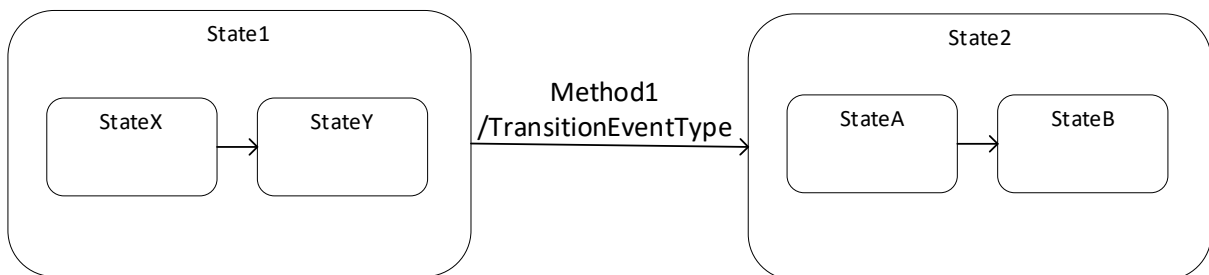 State1
StateX
StateY
Method1
/TransitionEventType
State2
StateA
StateB